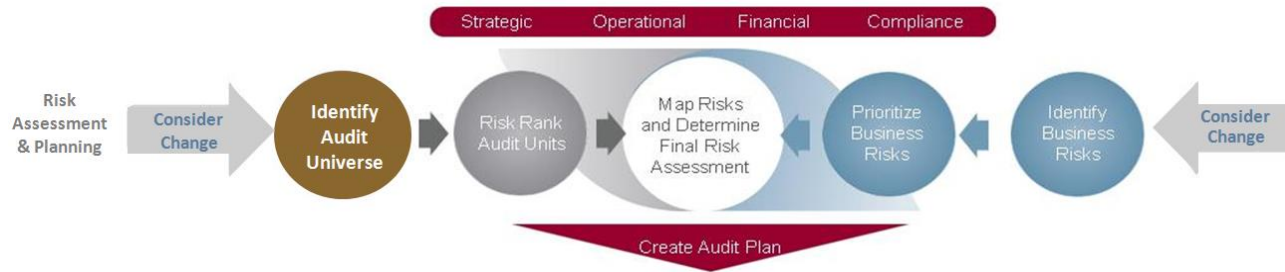 Strategic Operational Financial Compliance
Risk
Assessment
& Planning
Consider
Change
Identify
Audit
Universe
Risk Rank
Audit Units
Map Risks
and Determine
Final Risk
Assessment
Prioritize
Business
Risks
Identify
Business
Risks
Consider
Change
Create Audit Plan